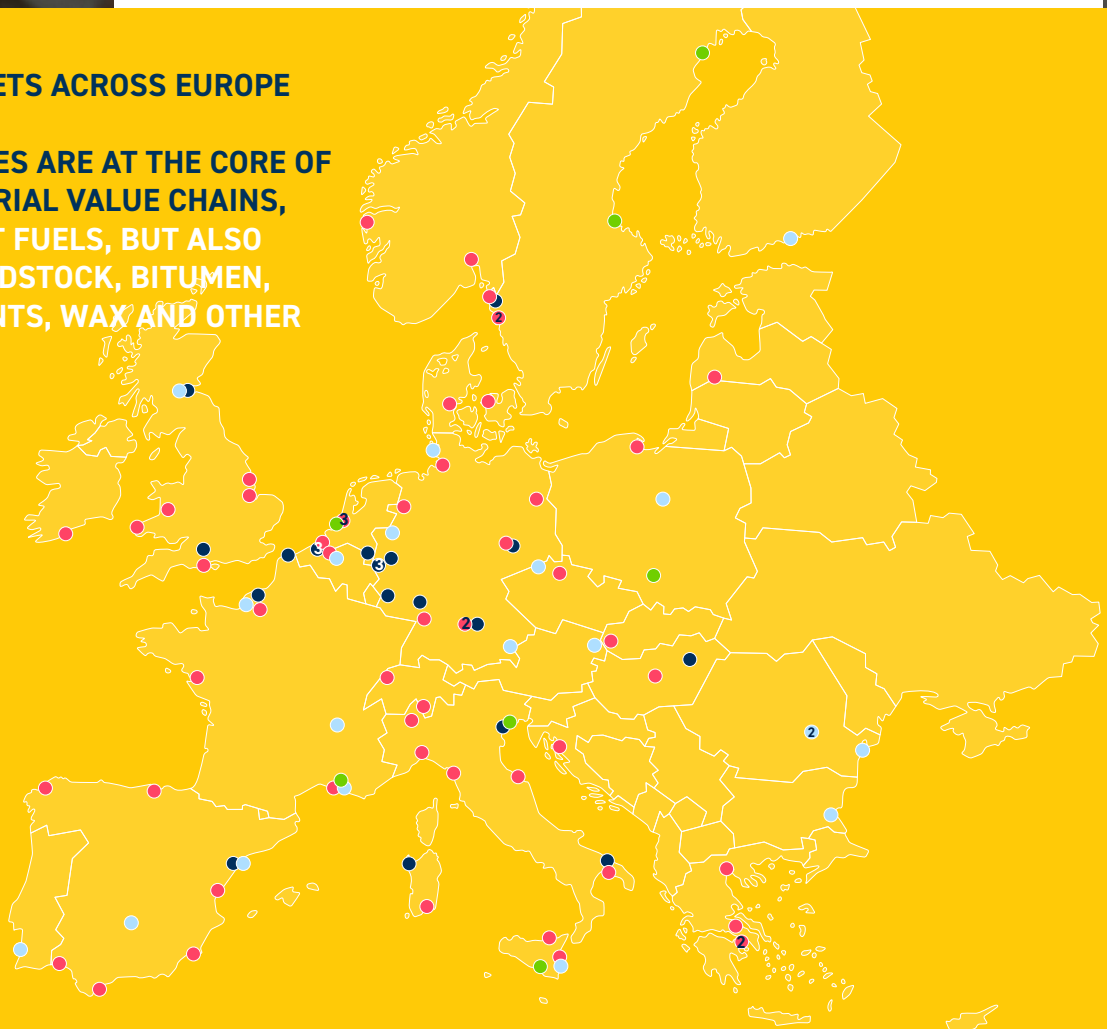 ETS ACROSS EUROPE
ES ARE AT THE CORE OF
RIAL VALUE CHAINS,
T FUELS, BUT ALSO
DSTOCK, BITUMEN,
NTS, WAX AND OTHER
2
3
3
3
2
2
2